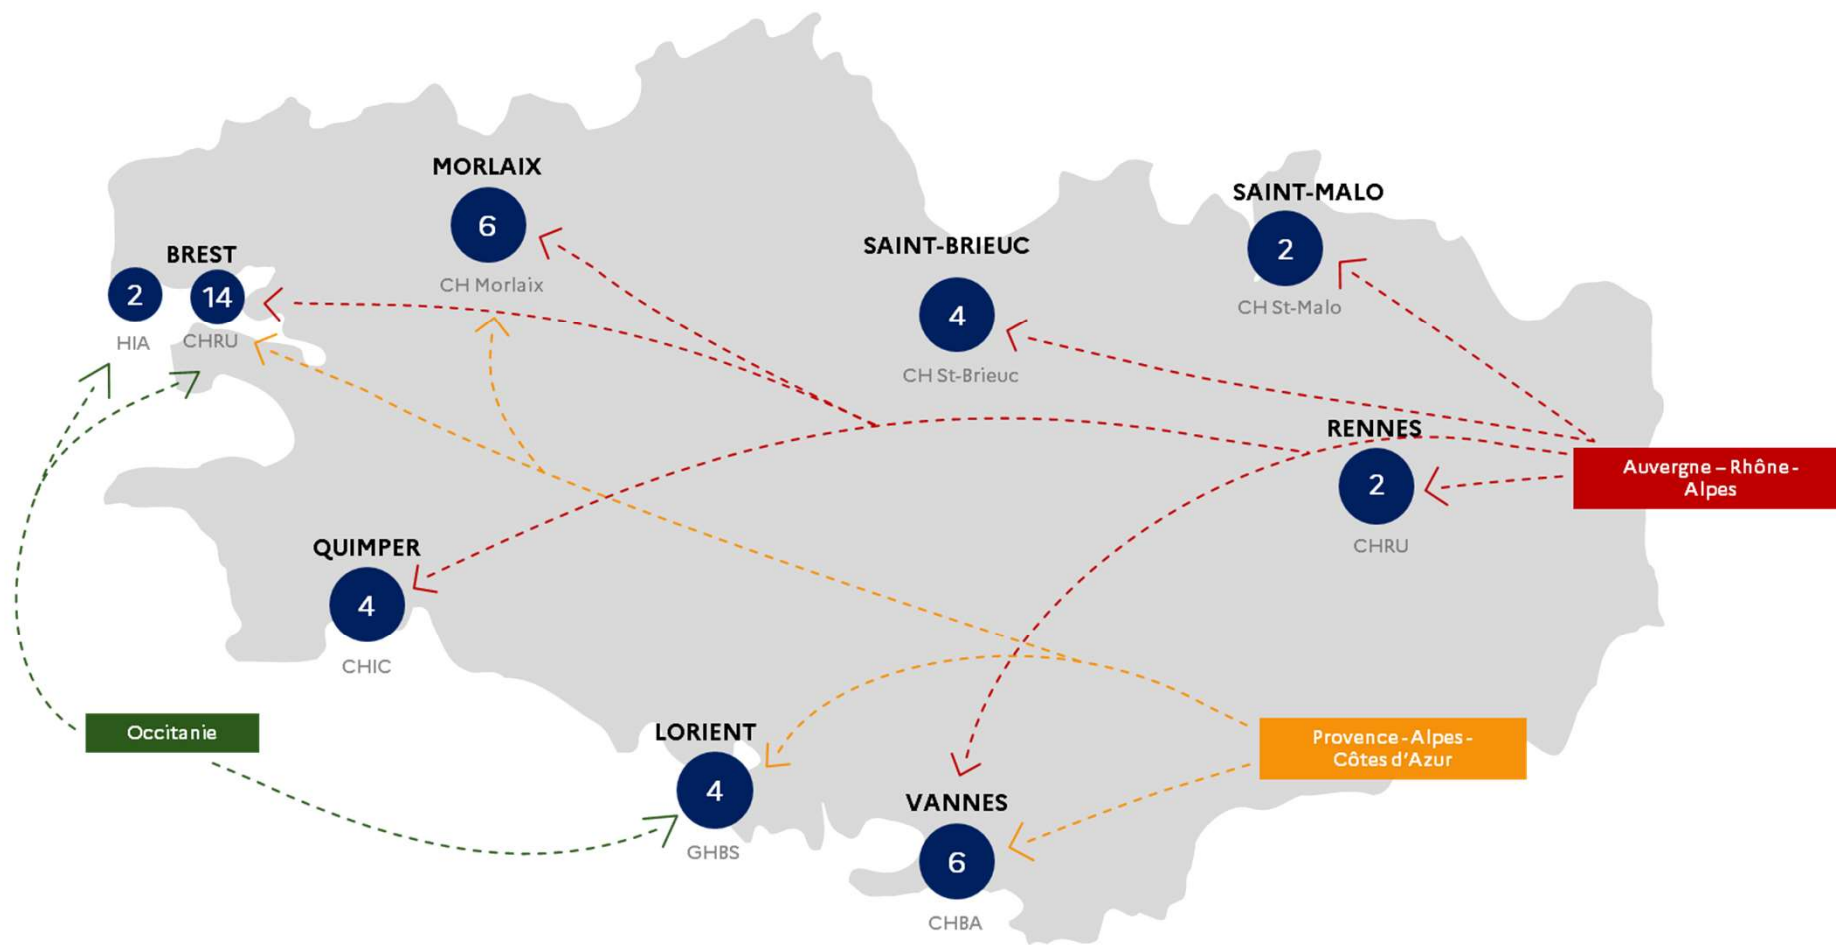 MORLAIX
6
CH Morlaix
SAINT-MALO
2
CH St-Malo
SAINT-BRIEUC
4
CH St-Brieuc
BREST
2
14
HIA
CHRU
RENNES
2
CHRU
Auvergne – Rhône -
Alpes
QUIMPER
4
CHIC
Occitanie
LORIENT
4
GHBS
Provence - Alpes -
Côtes d'Azur
VANNES
6
CHBA